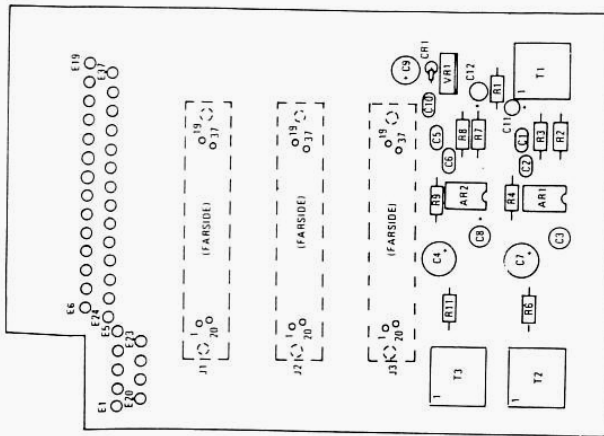 E19
E37
E6
E24
E5
E23
E1
E20
19
37
(FARSIDE)
1
20
J1
19
37
(FARSIDE)
1
20
J2
19
37
(FARSIDE)
1
20
J3
CR1
C9
VR1
C10
C12
T1
1
R1
C11
C5
R8
R7
C1
R3
R2
C6
C2
R9
AR2
R4
AR1
C8
C3
C4
C7
R11
R6
1
T3
1
T2